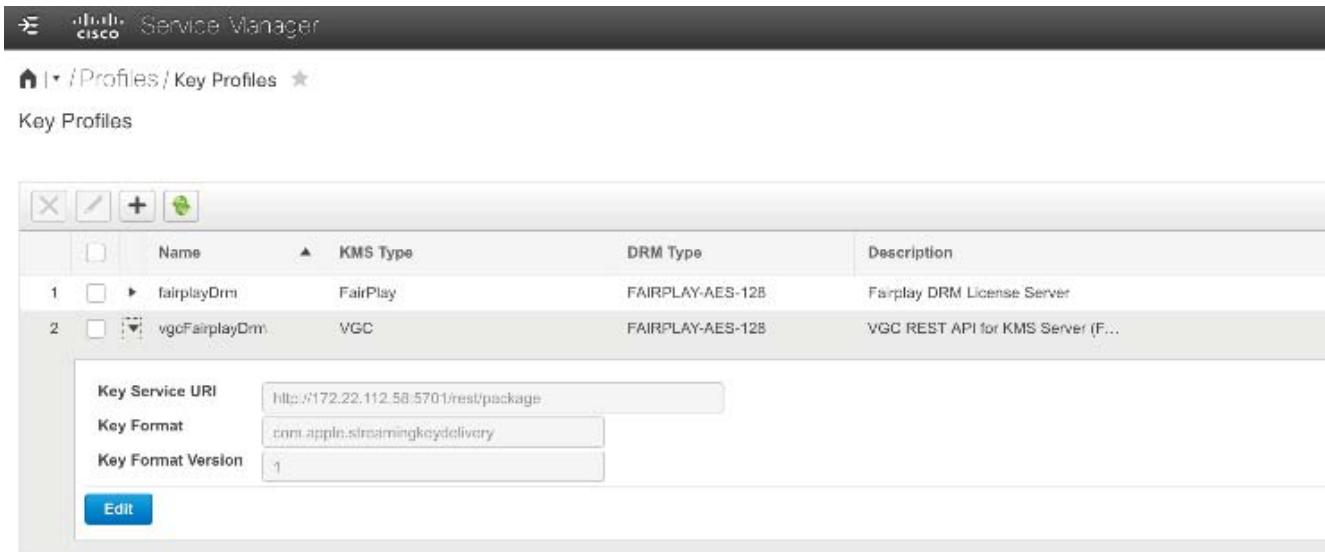 cisco Service Manager
/ Profiles / Key Profiles
Key Profiles
Name KMS Type DRM Type Description
1 fairplayDrm FairPlay FAIRPLAY-AES-128 Fairplay DRM License Server
2 vgcFairplayDrm VGC FAIRPLAY-AES-128 VGC REST API for KMS Server (F...
Key Service URI http://172.22.112.58:5701/rest/package
Key Format com.apple.streamingkeydelivery
Key Format Version 1
Edit